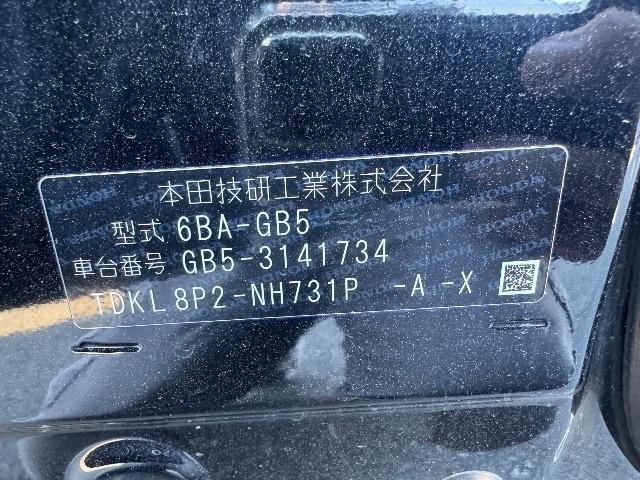 本田技研工業株式会社
型式 6BA-GB5
車台番号 GB5-3141734
TDKL 8P2-NH731P -A -X